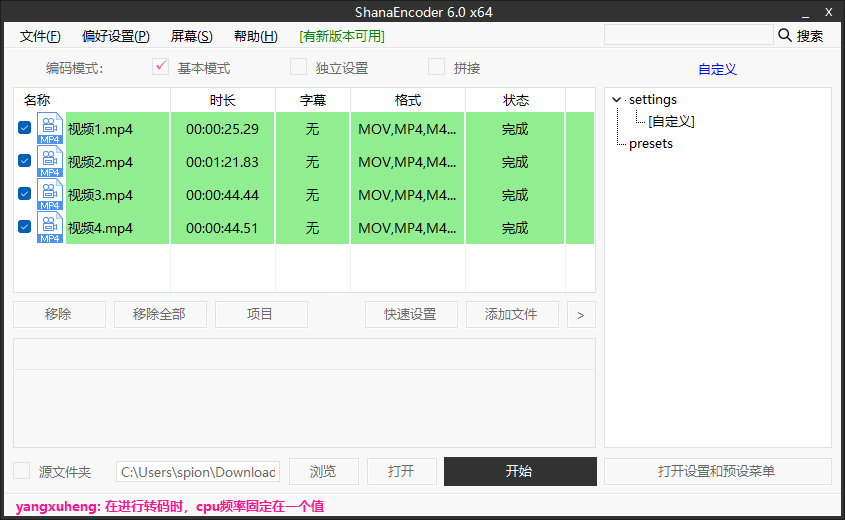 ShanaEncoder 6.0 x64
_ X
文件(F) 偏好设置(P) 屏幕(S) 帮助(H) [有新版本可用] 搜索
编码模式: 基本模式 独立设置 拼接 自定义
名称 时长 字幕 格式 状态
MP4 视频1.mp4 00:00:25.29 无 MOV,MP4,M4... 完成
MP4 视频2.mp4 00:01:21.83 无 MOV,MP4,M4... 完成
MP4 视频3.mp4 00:00:44.44 无 MOV,MP4,M4... 完成
MP4 视频4.mp4 00:00:44.51 无 MOV,MP4,M4... 完成
settings
[自定义]
presets
移除 移除全部 项目 快速设置 添加文件 >
源文件夹 C:\Users\spion\Download 浏览 打开 开始 打开设置和预设菜单
yangxuheng: 在进行转码时，cpu频率固定在一个值